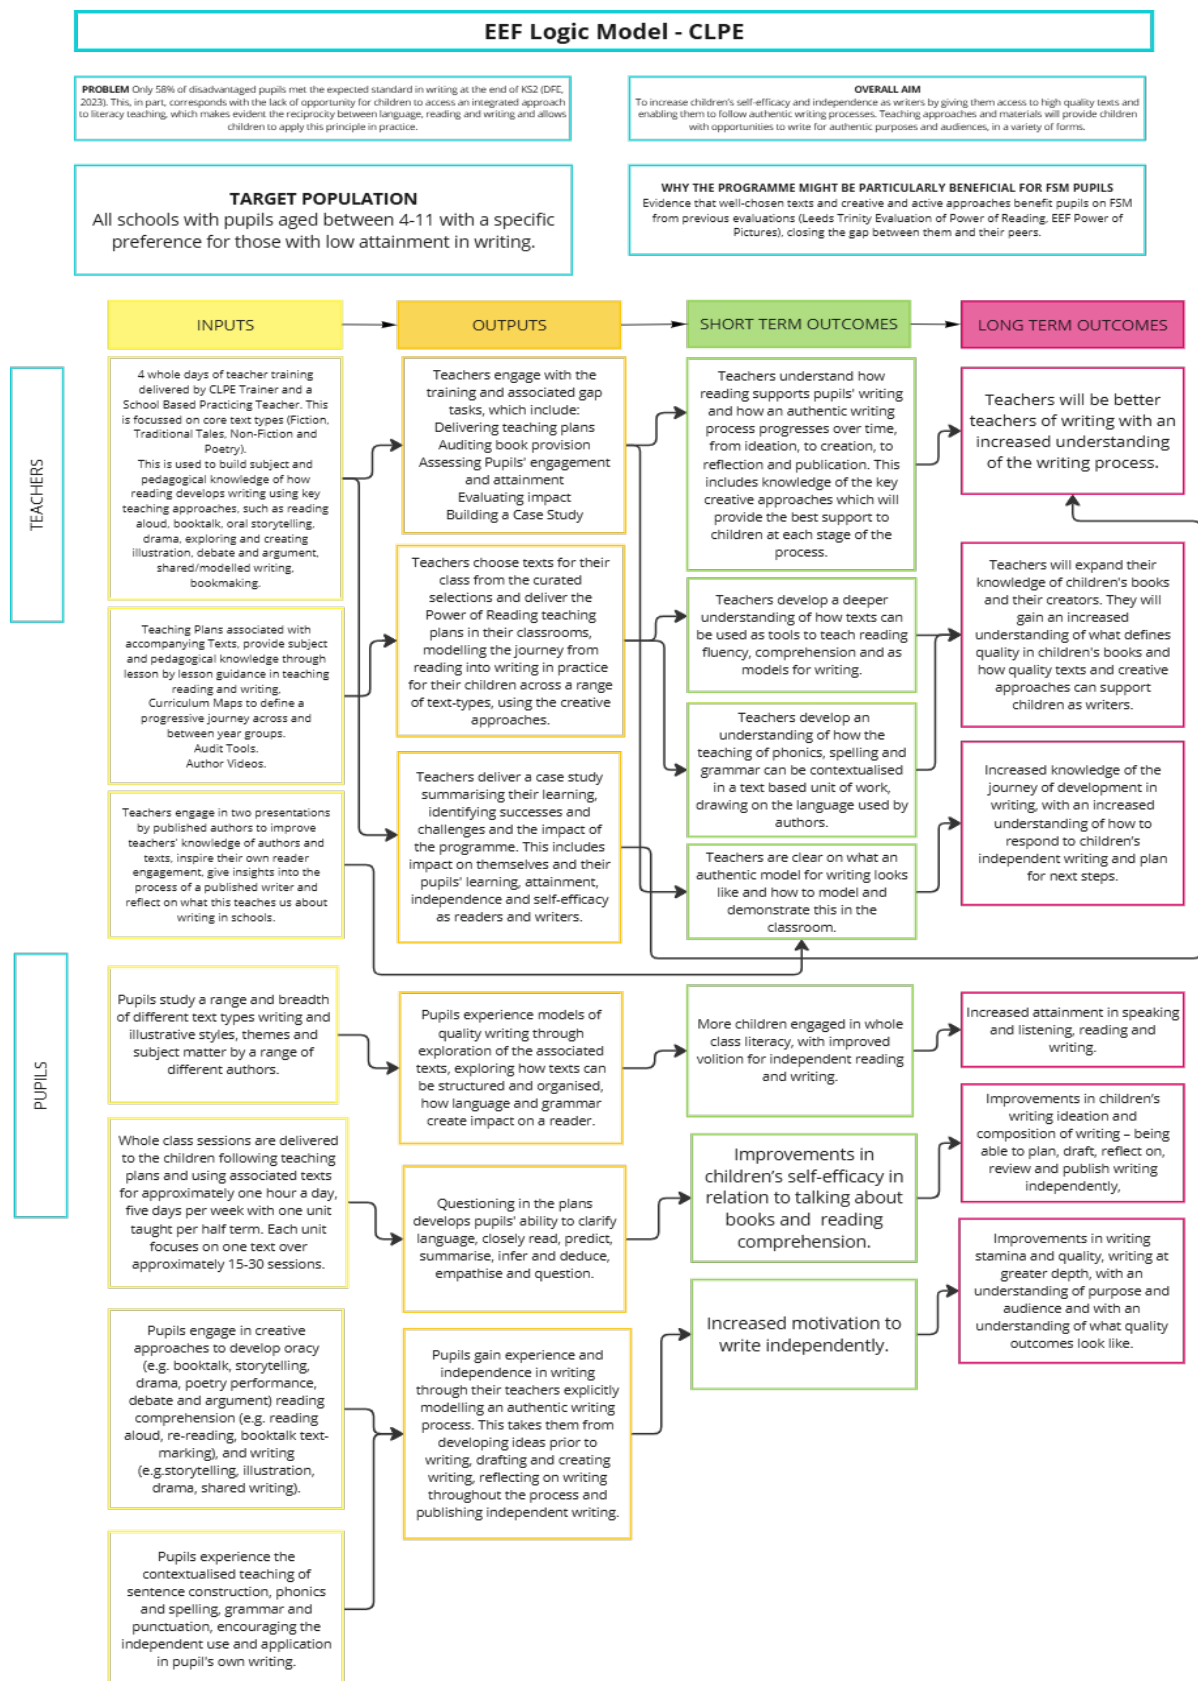 EEF Logic Model - CLPE
PROBLEM Only 58% of disadvantaged pupils met the expected standard in writing at the end of KS2 (DFE,
2023). This, in part, corresponds with the lack of opportunity for children to access an integrated approach
to literacy teaching, which makes evident the reciprocity between language, reading and writing and allows
children to apply this principle in practice.
OVERALL AIM
To increase children's self-efficacy and independence as writers by giving them access to high quality texts and
enabling them to follow authentic writing processes. Teaching approaches and materials will provide children
with opportunities to write for authentic purposes and audiences, in a variety of forms.
TARGET POPULATION
All schools with pupils aged between 4-11 with a specific
preference for those with low attainment in writing.
WHY THE PROGRAMME MIGHT BE PARTICULARLY BENEFICIAL FOR FSM PUPILS
Evidence that well-chosen texts and creative and active approaches benefit pupils on FSM
from previous evaluations (Leeds Trinity Evaluation of Power of Reading, EEF Power of
Pictures), closing the gap between them and their peers.
INPUTS
OUTPUTS
SHORT TERM OUTCOMES
LONG TERM OUTCOMES
TEACHERS
4 whole days of teacher training
delivered by CLPE Trainer and a
School Based Practicing Teacher. This
is focussed on core text types (Fiction,
Traditional Tales, Non-Fiction and
Poetry).
This is used to build subject and
pedagogical knowledge of how
reading develops writing using key
teaching approaches, such as reading
aloud, booktalk, oral storytelling,
drama, exploring and creating
illustration, debate and argument,
shared/modelled writing,
bookmaking.
Teaching Plans associated with
accompanying Texts, provide subject
and pedagogical knowledge through
lesson by lesson guidance in teaching
reading and writing.
Curriculum Maps to define a
progressive journey across and
between year groups.
Audit Tools.
Author Videos.
Teachers engage in two presentations
by published authors to improve
teachers' knowledge of authors and
texts, inspire their own reader
engagement, give insights into the
process of a published writer and
reflect on what this teaches us about
writing in schools.
Teachers engage with the
training and associated gap
tasks, which include:
Delivering teaching plans
Auditing book provision
Assessing Pupils' engagement
and attainment
Evaluating impact
Building a Case Study
Teachers choose texts for their
class from the curated
selections and deliver the
Power of Reading teaching
plans in their classrooms,
modelling the journey from
reading into writing in practice
for their children across a range
of text-types, using the creative
approaches.
Teachers deliver a case study
summarising their learning,
identifying successes and
challenges and the impact of
the programme. This includes
impact on themselves and their
pupils' learning, attainment,
independence and self-efficacy
as readers and writers.
Teachers understand how
reading supports pupils' writing
and how an authentic writing
process progresses over time,
from ideation, to creation, to
reflection and publication. This
includes knowledge of the key
creative approaches which will
provide the best support to
children at each stage of the
process.
Teachers develop a deeper
understanding of how texts can
be used as tools to teach reading
fluency, comprehension and as
models for writing.
Teachers develop an
understanding of how the
teaching of phonics, spelling and
grammar can be contextualised
in a text based unit of work,
drawing on the language used by
authors.
Teachers are clear on what an
authentic model for writing looks
like and how to model and
demonstrate this in the
classroom.
Teachers will be better
teachers of writing with an
increased understanding
of the writing process.
Teachers will expand their
knowledge of children's books
and their creators. They will
gain an increased
understanding of what defines
quality in children's books and
how quality texts and creative
approaches can support
children as writers.
Increased knowledge of the
journey of development in
writing, with an increased
understanding of how to
respond to children's
independent writing and plan
for next steps.
PUPILS
Pupils study a range and breadth
of different text types writing and
illustrative styles, themes and
subject matter by a range of
different authors.
Whole class sessions are delivered
to the children following teaching
plans and using associated texts
for approximately one hour a day,
five days per week with one unit
taught per half term. Each unit
focuses on one text over
approximately 15-30 sessions.
Pupils engage in creative
approaches to develop oracy
(e.g. booktalk, storytelling,
drama, poetry performance,
debate and argument) reading
comprehension (e.g. reading
aloud, re-reading, booktalk text-
marking), and writing
(e.g.storytelling, illustration,
drama, shared writing).
Pupils experience the
contextualised teaching of
sentence construction, phonics
and spelling, grammar and
punctuation, encouraging the
independent use and application
in pupil's own writing.
Pupils experience models of
quality writing through
exploration of the associated
texts, exploring how texts can
be structured and organised,
how language and grammar
create impact on a reader.
Questioning in the plans
develops pupils' ability to clarify
language, closely read, predict,
summarise, infer and deduce,
empathise and question.
Pupils gain experience and
independence in writing
through their teachers explicitly
modelling an authentic writing
process. This takes them from
developing ideas prior to
writing, drafting and creating
writing, reflecting on writing
throughout the process and
publishing independent writing.
More children engaged in whole
class literacy, with improved
volition for independent reading
and writing.
Improvements in
children's self-efficacy in
relation to talking about
books and reading
comprehension.
Increased motivation to
write independently.
Increased attainment in speaking
and listening, reading and
writing.
Improvements in children's
writing ideation and
composition of writing – being
able to plan, draft, reflect on,
review and publish writing
independently,
Improvements in writing
stamina and quality, writing at
greater depth, with an
understanding of purpose and
audience and with an
understanding of what quality
outcomes look like.